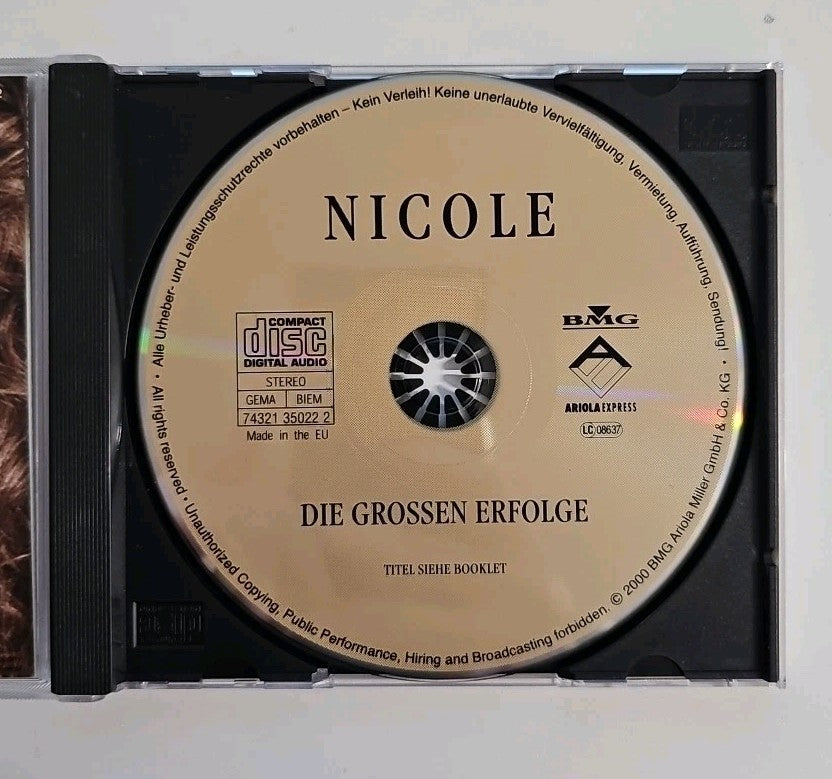 Alle Urheber- und Leistungsschutzrechte vorbehalten – Kein Verleih! Keine unerlaubte Vervielfältigung, Vermietung, Aufführung, Sendung!
NICOLE
COMPACT
disc
DIGITAL AUDIO
STEREO
GEMA BIEM
74321 35022 2
Made in the EU
BMG
ARIOLA EXPRESS
LC 08637
DIE GROSSEN ERFOLGE
TITEL SIEHE BOOKLET
• All rights reserved • Unauthorized Copying, Public Performance, Hiring and Broadcasting forbidden. © 2000 BMG Ariola Miller GmbH & Co. KG •